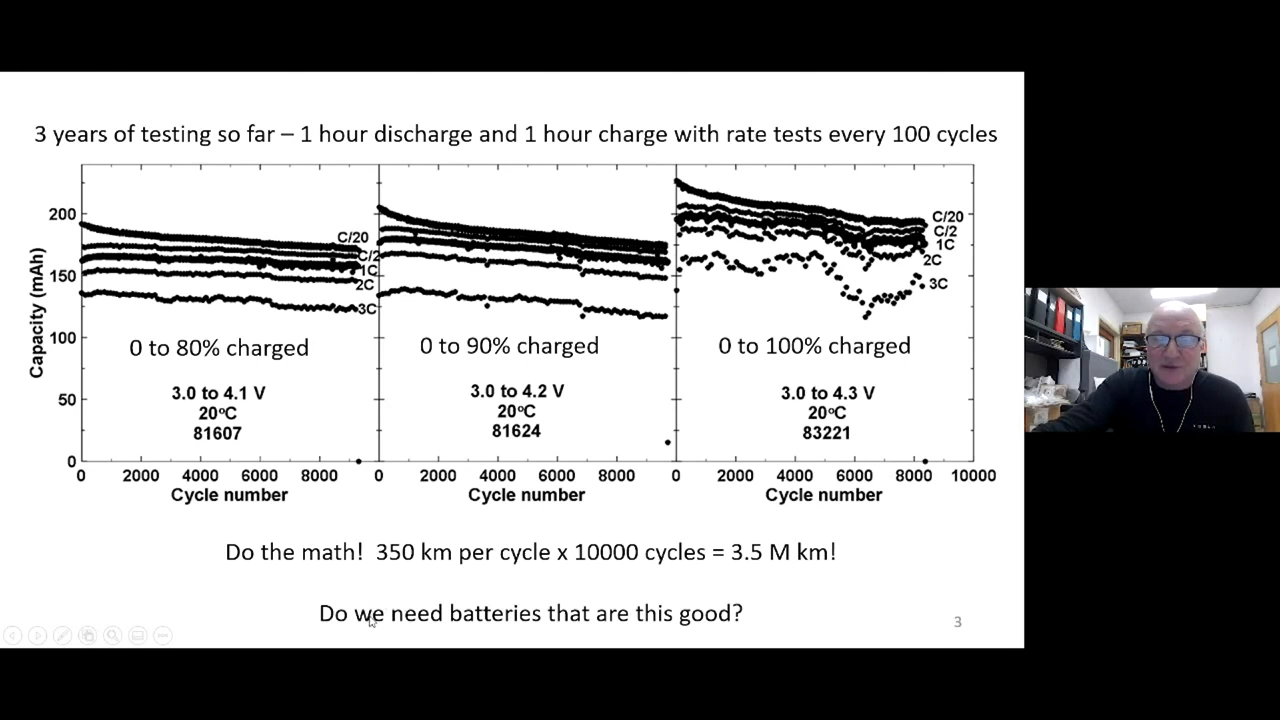 3 years of testing so far – 1 hour discharge and 1 hour charge with rate tests every 100 cycles
Capacity (mAh)
200
150
100
50
0
C/20
C/2
1C
2C
3C
0 to 80% charged
3.0 to 4.1 V
20°C
81607
0 2000 4000 6000 8000
Cycle number
0 to 90% charged
3.0 to 4.2 V
20°C
81624
0 2000 4000 6000 8000
Cycle number
C/20
C/2
1C
2C
3C
0 to 100% charged
3.0 to 4.3 V
20°C
83221
0 2000 4000 6000 8000 10000
Cycle number
Do the math! 350 km per cycle x 10000 cycles = 3.5 M km!
Do we need batteries that are this good?
3